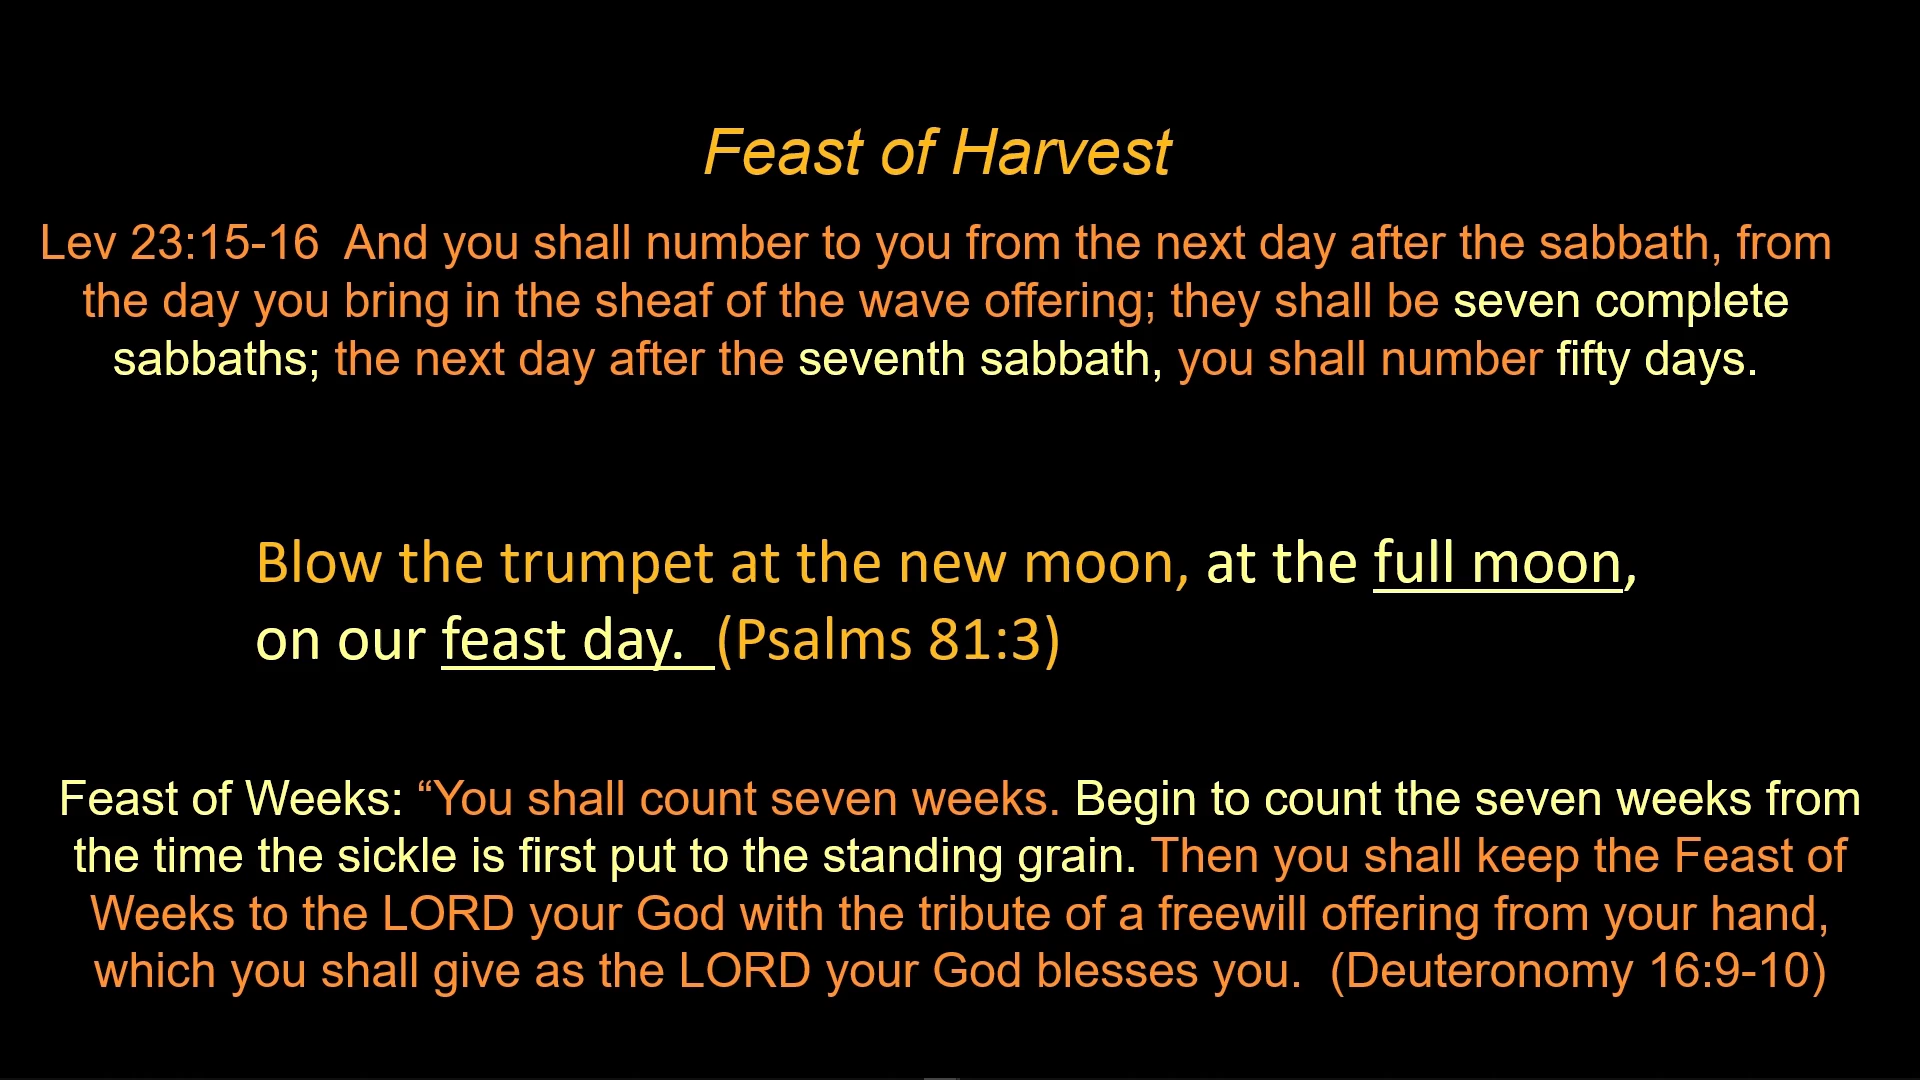 Feast of Harvest
Lev 23:15-16  And you shall number to you from the next day after the sabbath, from
the day you bring in the sheaf of the wave offering; they shall be seven complete
sabbaths; the next day after the seventh sabbath, you shall number fifty days.
Blow the trumpet at the new moon, at the full moon,
on our feast day.  (Psalms 81:3)
Feast of Weeks: “You shall count seven weeks. Begin to count the seven weeks from
the time the sickle is first put to the standing grain. Then you shall keep the Feast of
Weeks to the LORD your God with the tribute of a freewill offering from your hand,
which you shall give as the LORD your God blesses you.  (Deuteronomy 16:9-10)